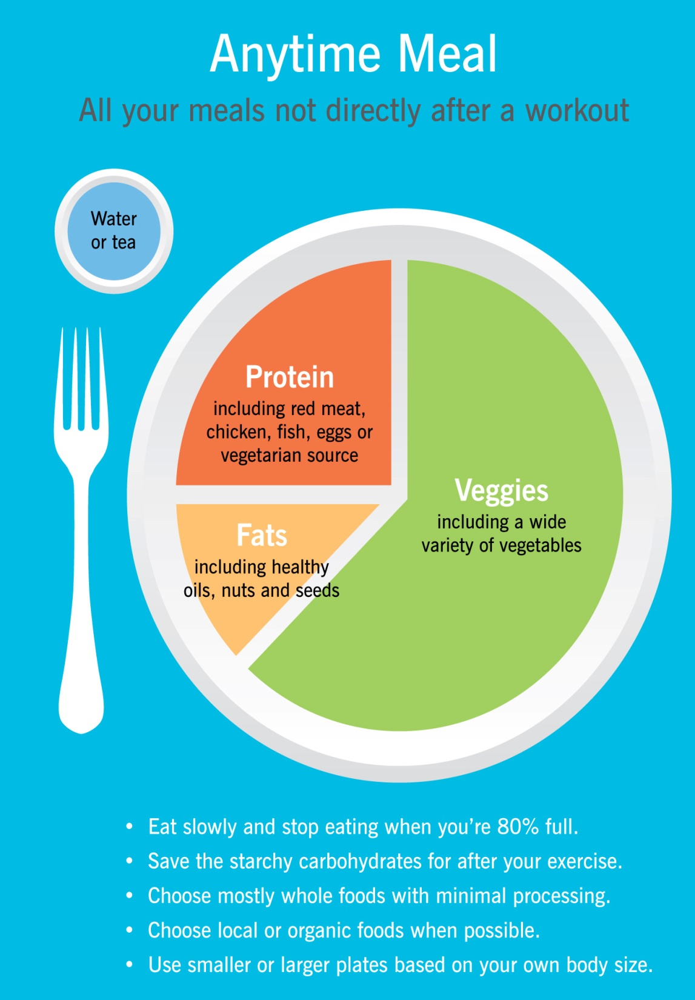 Anytime Meal
All your meals not directly after a workout
Water
or tea
Protein
including red meat,
chicken, fish, eggs or
vegetarian source
Veggies
including a wide
variety of vegetables
Fats
including healthy
oils, nuts and seeds
• Eat slowly and stop eating when you’re 80% full.
• Save the starchy carbohydrates for after your exercise.
• Choose mostly whole foods with minimal processing.
• Choose local or organic foods when possible.
• Use smaller or larger plates based on your own body size.